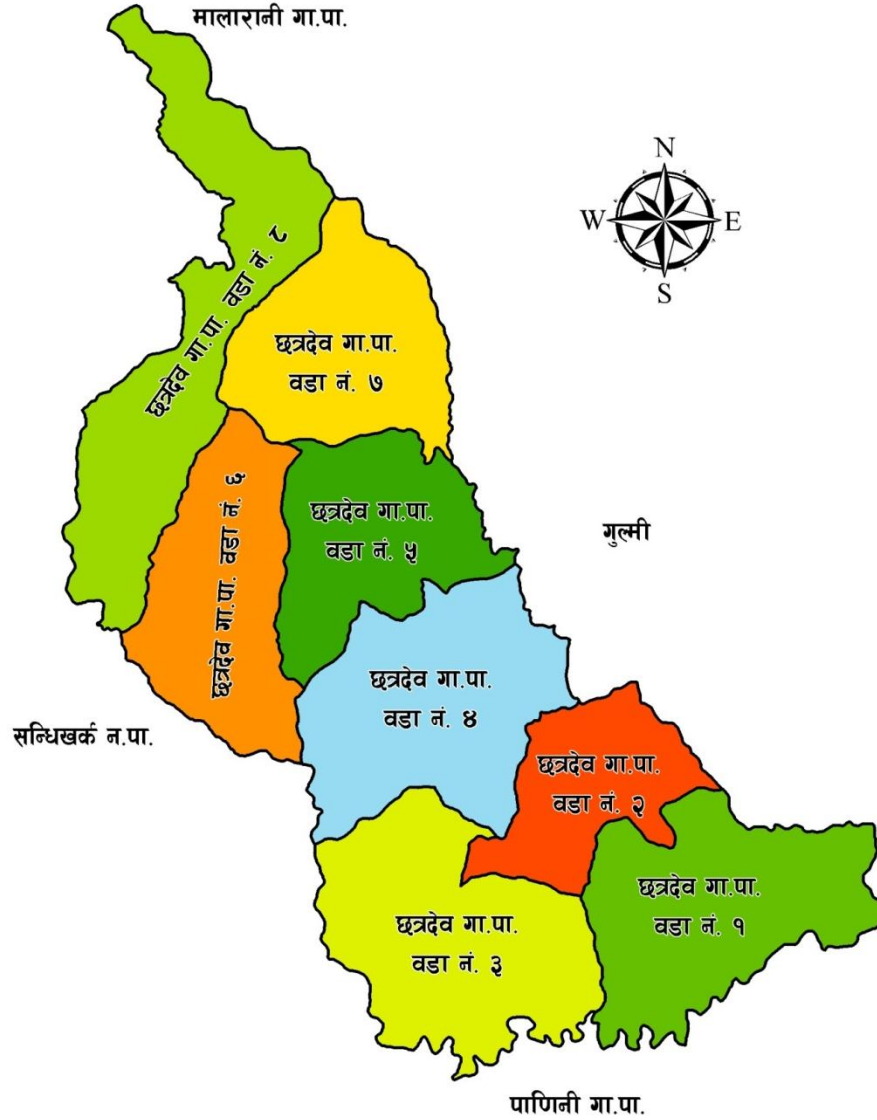 मालारानी गा.पा.
N
W E
S
छत्रदेव गा.पा. वडा नं. ८
छत्रदेव गा.पा.
वडा नं. ७
छत्रदेव गा.पा. वडा नं. ६
छत्रदेव गा.पा.
वडा नं. ५
गुल्मी
छत्रदेव गा.पा.
वडा नं. ४
सन्धिखर्क न.पा.
छत्रदेव गा.पा.
वडा नं. २
छत्रदेव गा.पा.
वडा नं. १
छत्रदेव गा.पा.
वडा नं. ३
पाणिनी गा.पा.